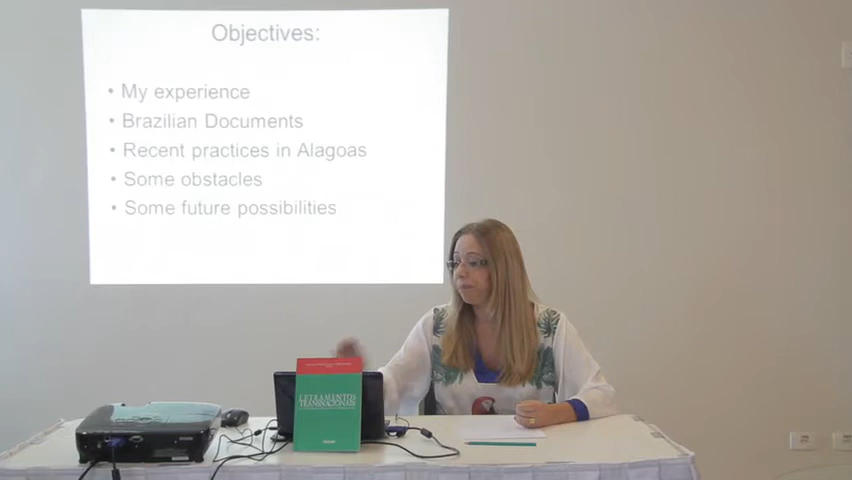 Objectives:
• My experience
• Brazilian Documents
• Recent practices in Alagoas
• Some obstacles
• Some future possibilities
LETRAMENTOS
TRANSNACIONAIS